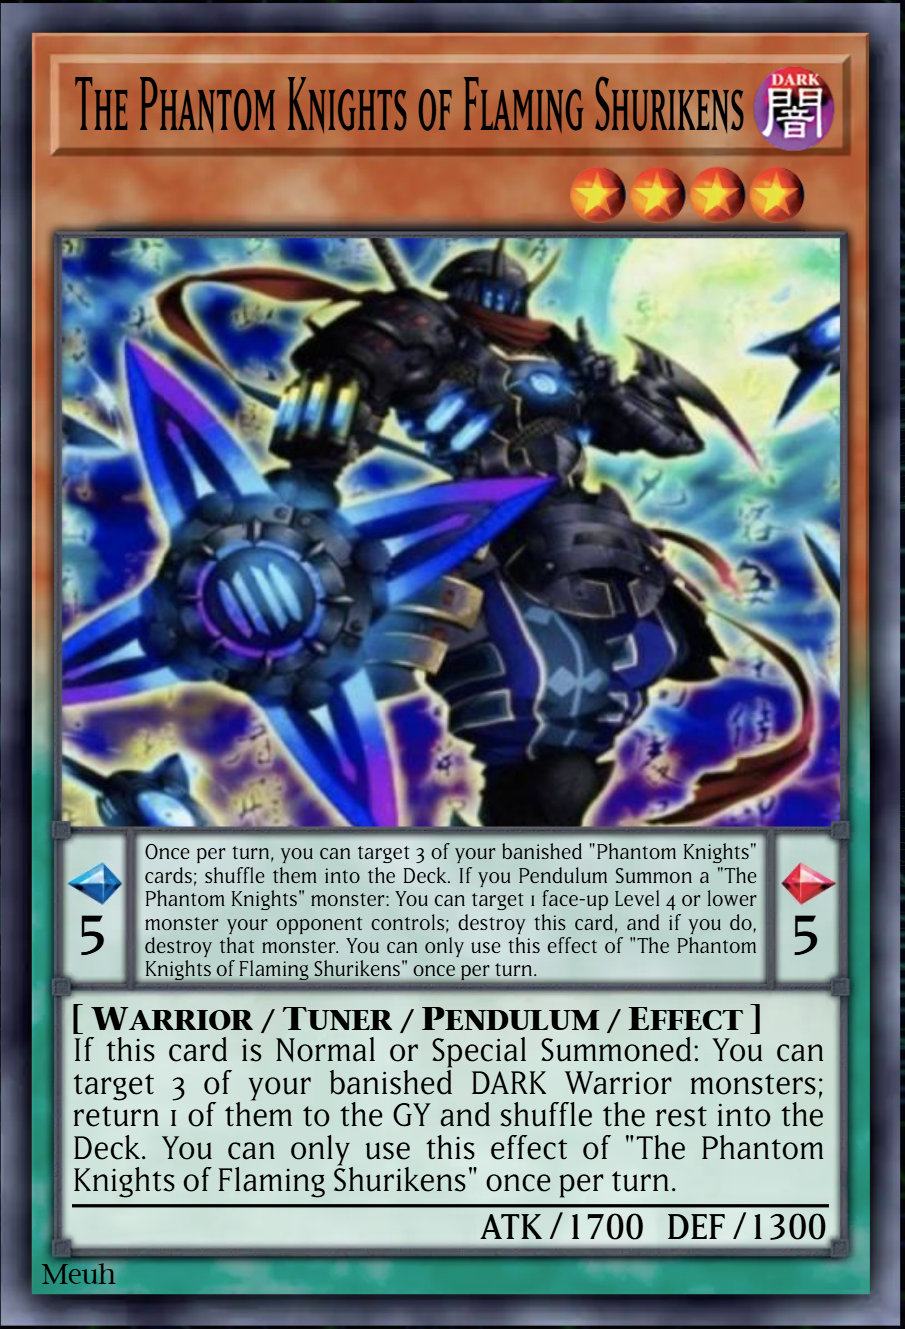 The Phantom Knights of Flaming Shurikens
DARK
闇
Once per turn, you can target 3 of your banished "Phantom Knights"
cards; shuffle them into the Deck. If you Pendulum Summon a "The
Phantom Knights" monster: You can target 1 face-up Level 4 or lower
monster your opponent controls; destroy this card, and if you do,
destroy that monster. You can only use this effect of "The Phantom
Knights of Flaming Shurikens" once per turn.
5
5
[ Warrior / Tuner / Pendulum / Effect ]
If this card is Normal or Special Summoned: You can
target 3 of your banished DARK Warrior monsters;
return 1 of them to the GY and shuffle the rest into the
Deck. You can only use this effect of "The Phantom
Knights of Flaming Shurikens" once per turn.
ATK/1700 DEF/1300
Meuh